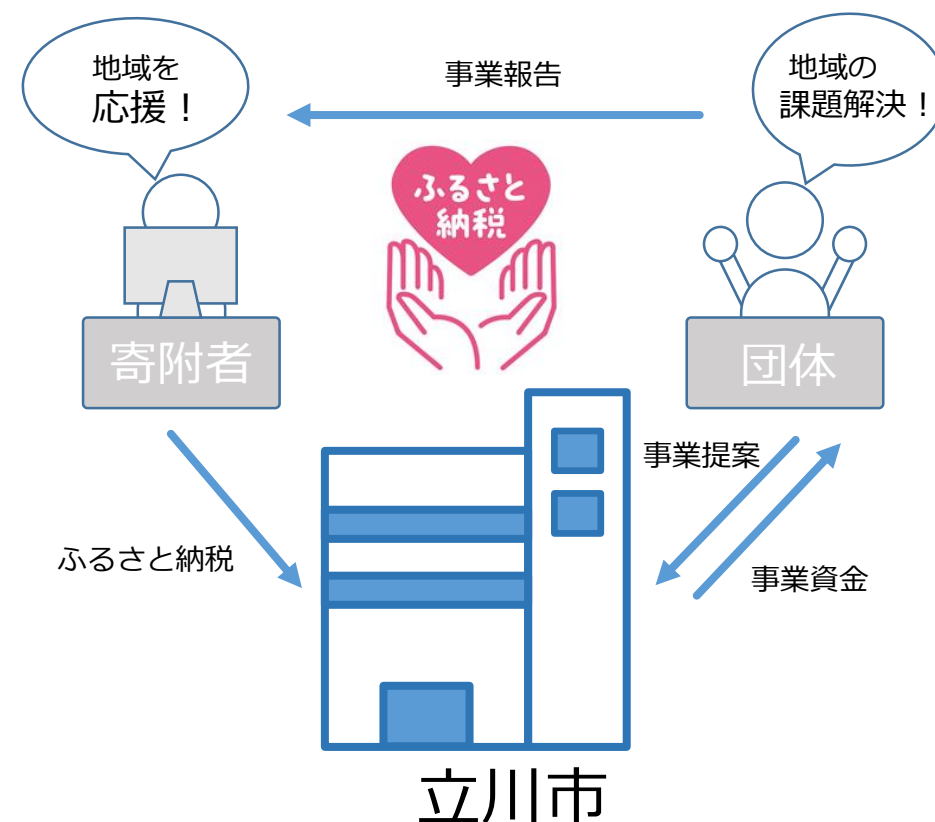 地域を
応援！
事業報告
地域の
課題解決！
ふるさと
納税
寄附者
団体
事業提案
ふるさと納税
事業資金
立川市